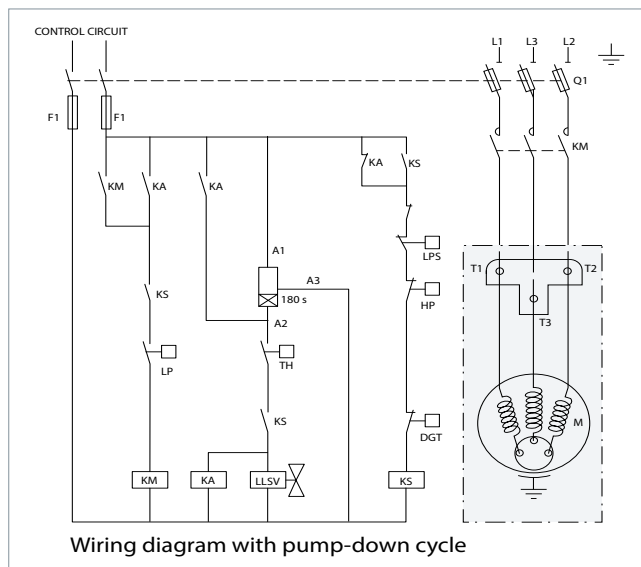 CONTROL CIRCUIT
L1 L3 L2
Q1
F1 F1
KM
KA KS
KM KA KA
LPS
A1
A3
T1 T2
180 s
HP
T3
A2
KS
LP
TH
KS
DGT
M
KM KA LLSV KS
Wiring diagram with pump-down cycle